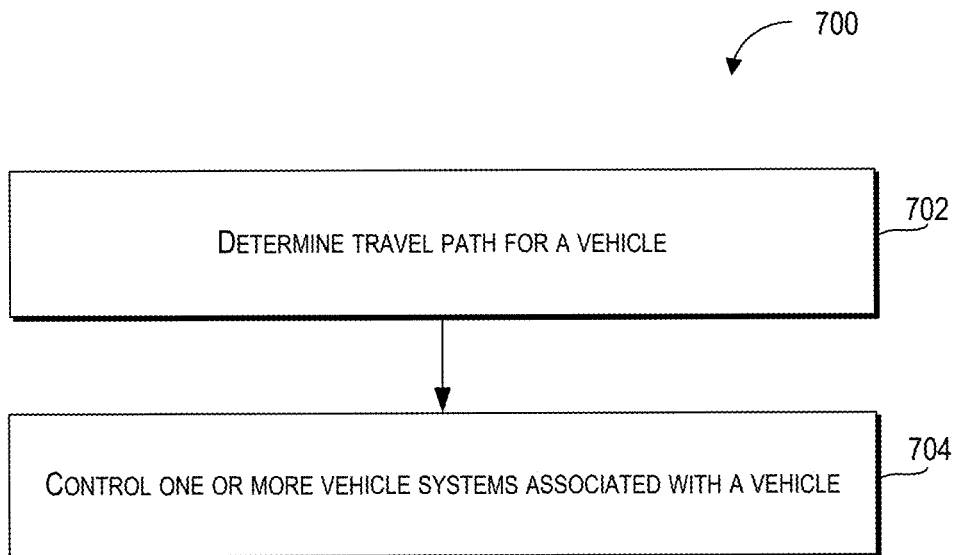 700
DETERMINE TRAVEL PATH FOR A VEHICLE
702
CONTROL ONE OR MORE VEHICLE SYSTEMS ASSOCIATED WITH A VEHICLE
704